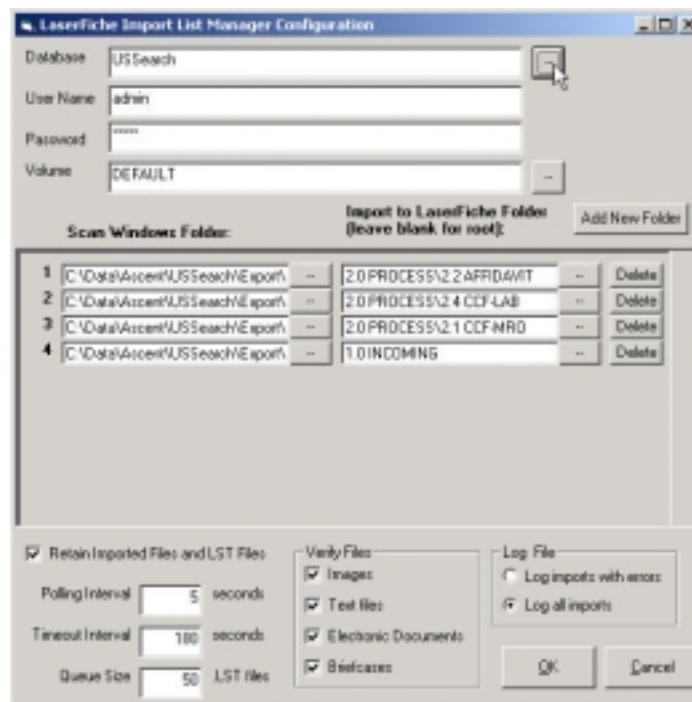 LaserFiche Import List Manager Configuration
Database USSearch ...
User Name admin
Password *****
Volume DEFAULT ...
Scan Windows Folder: Import to LaserFiche Folder (leave blank for root): Add New Folder
1 C:\Data\Ascent\USSearch\Export\ ... 2.0 PROCESS\2.2 AFFIDAVIT ... Delete
2 C:\Data\Ascent\USSearch\Export\ ... 2.0 PROCESS\2.4 CCF-LAB ... Delete
3 C:\Data\Ascent\USSearch\Export\ ... 2.0 PROCESS\2.1 CCF-MRO ... Delete
4 C:\Data\Ascent\USSearch\Export\ ... 1.0 INCOMING ... Delete
Retain Imported Files and LST Files
Polling Interval 5 seconds
Timeout Interval 180 seconds
Queue Size 50 .LST files
Verify Files
Images
Text files
Electronic Documents
Briefcases
Log File
Log imports with errors
Log all imports
OK Cancel